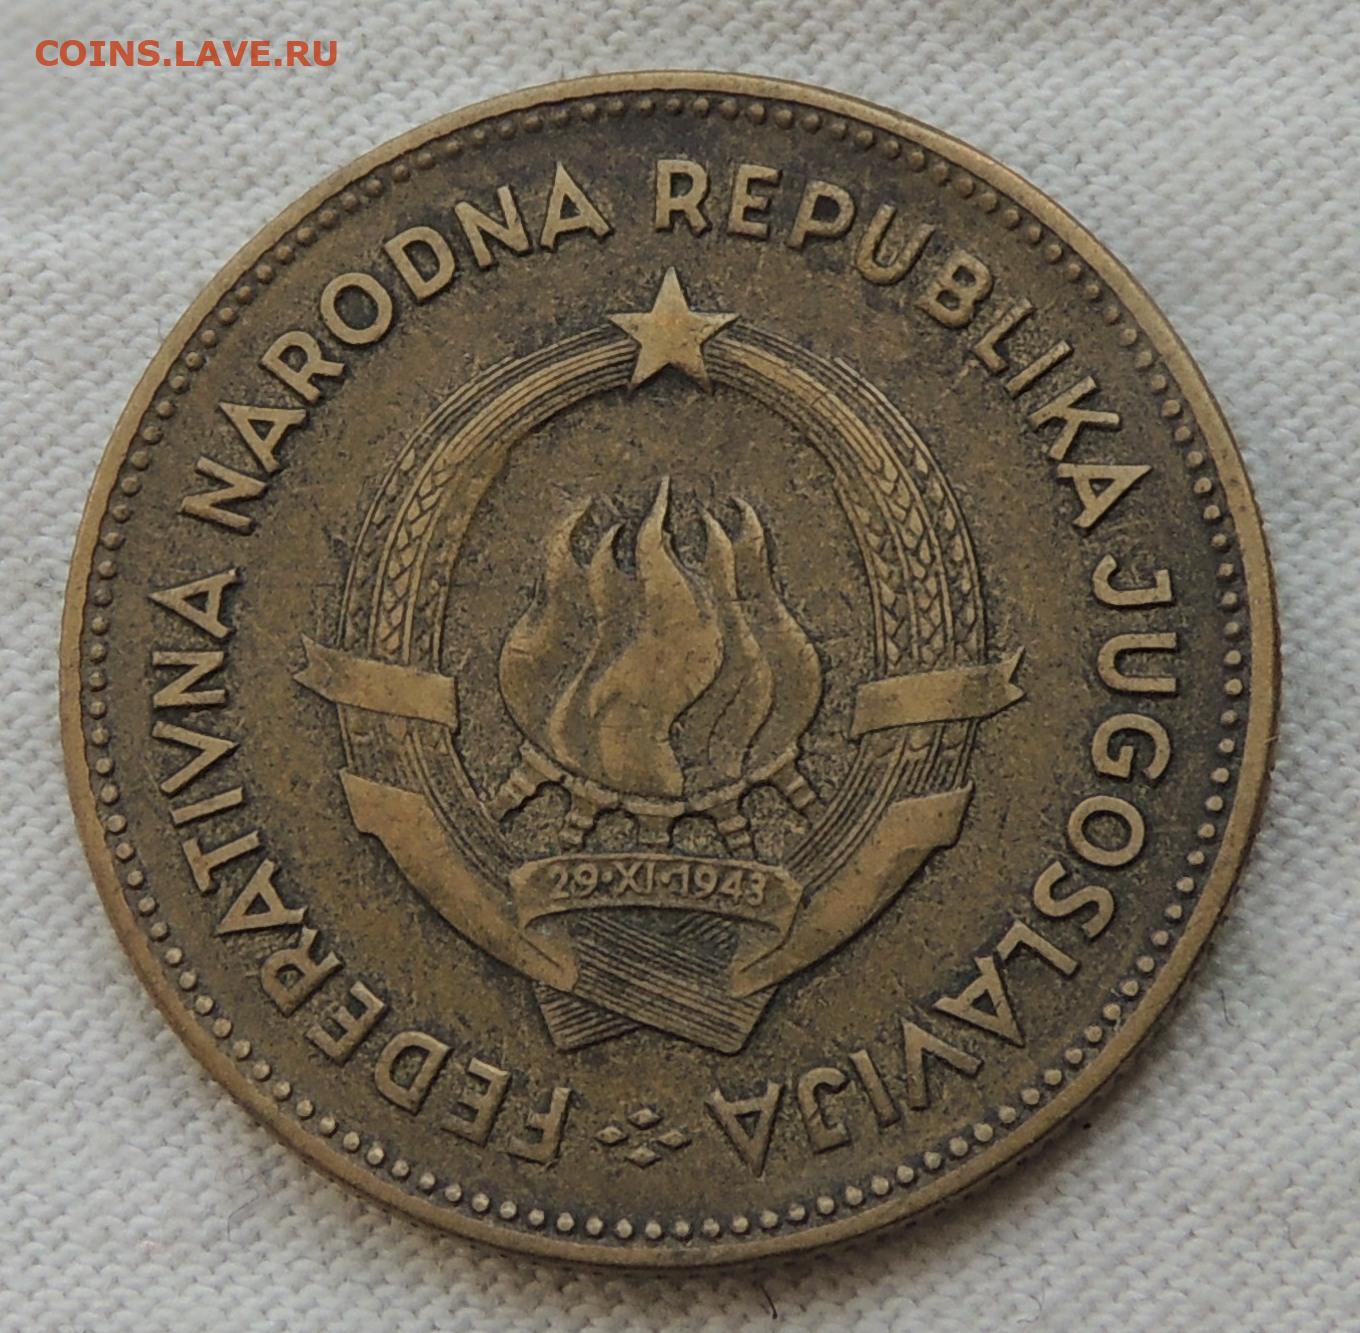 COINS.LAVE.RU
FEDERATIVNA NARODNA REPUBLIKA JUGOSLAVIJA
29•XI•1943